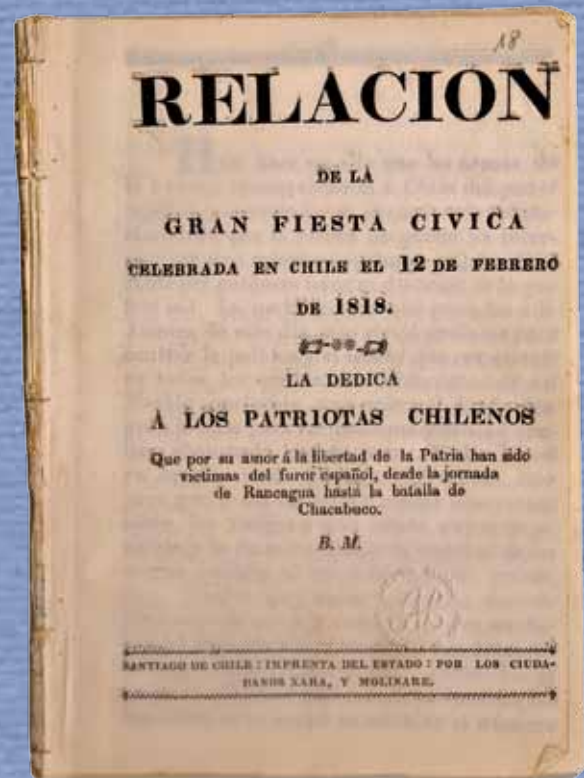 18
RELACION
DE LA
GRAN FIESTA CIVICA
CELEBRADA EN CHILE EL 12 DE FEBRERO
DE 1818.
LA DEDICA
A LOS PATRIOTAS CHILENOS
Que por su amor á la libertad de la Patria han sido
victimas del furor español, desde la jornada
de Rancagua hasta la batalla de
Chacabuco.
B. M.
SANTIAGO DE CHILE : IMPRENTA DEL ESTADO : POR LOS CIUDA-
DANOS XARA, Y MOLINARE.